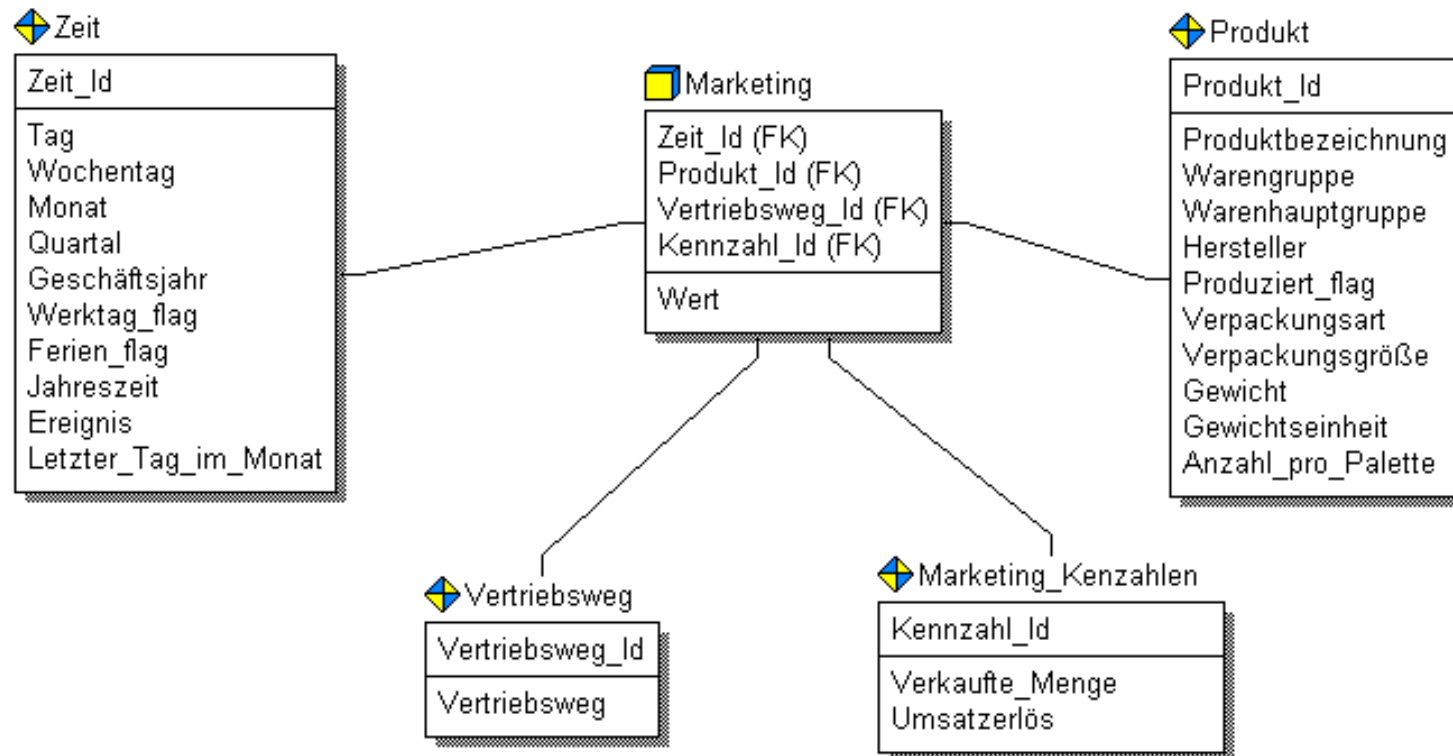 Zeit
Zeit_Id
Tag
Wochentag
Monat
Quartal
Geschäftsjahr
Werktag_flag
Ferien_flag
Jahreszeit
Ereignis
Letzter_Tag_im_Monat
Marketing
Zeit_Id (FK)
Produkt_Id (FK)
Vertriebsweg_Id (FK)
Kennzahl_Id (FK)
Wert
Produkt
Produkt_Id
Produktbezeichnung
Warengruppe
Warenhauptgruppe
Hersteller
Produziert_flag
Verpackungsart
Verpackungsgröße
Gewicht
Gewichtseinheit
Anzahl_pro_Palette
Vertriebsweg
Vertriebsweg_Id
Vertriebsweg
Marketing_Kenzahlen
Kennzahl_Id
Verkaufte_Menge
Umsatzerlös